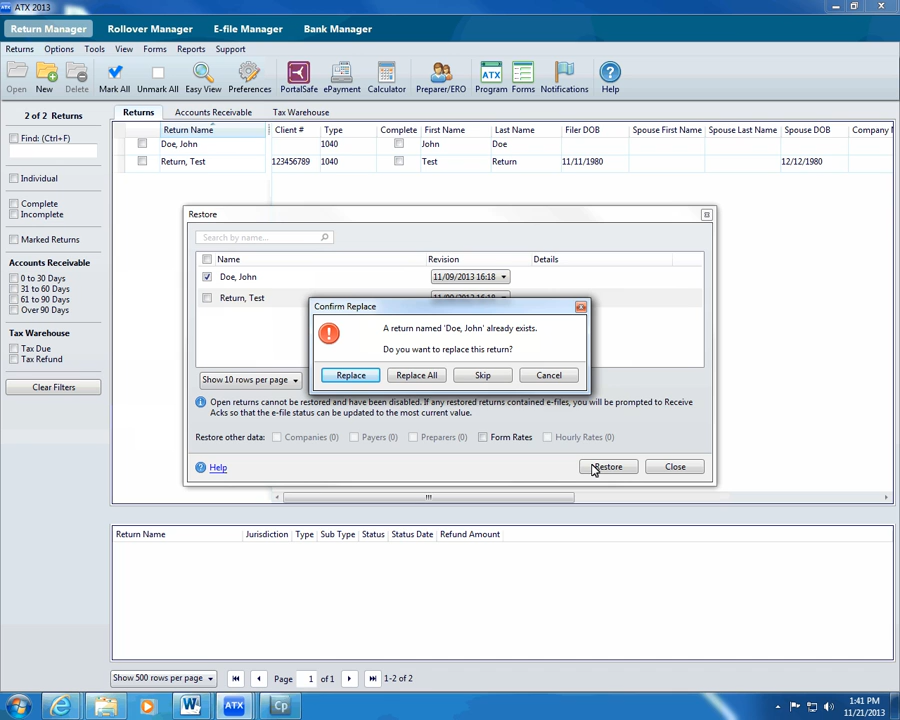 ATX 2013
Return Manager Rollover Manager E-file Manager Bank Manager
Returns Options Tools View Forms Reports Support
Open New Delete Mark All Unmark All Easy View Preferences PortalSafe ePayment Calculator Preparer/ERO ATX Program Forms Notifications Help
2 of 2 Returns
Returns Accounts Receivable Tax Warehouse
Find: (Ctrl+F)
Individual
Complete
Incomplete
Marked Returns
Accounts Receivable
0 to 30 Days
31 to 60 Days
61 to 90 Days
Over 90 Days
Tax Warehouse
Tax Due
Tax Refund
Clear Filters
Return Name Client # Type Complete First Name Last Name Filer DOB Spouse First Name Spouse Last Name Spouse DOB Company
Doe, John 1040 John Doe
Return, Test 123456789 1040 Test Return 11/11/1980 12/12/1980
Restore
Search by name...
Name Revision Details
Doe, John 11/09/2013 16:18
Return, Test
Confirm Replace
A return named 'Doe, John' already exists.
Do you want to replace this return?
Replace Replace All Skip Cancel
Show 10 rows per page
Open returns cannot be restored and have been disabled. If any restored returns contained e-files, you will be prompted to Receive
Acks so that the e-file status can be updated to the most current value.
Restore other data: Companies (0) Payers (0) Preparers (0) Form Rates Hourly Rates (0)
Help Restore Close
Return Name Jurisdiction Type Sub Type Status Status Date Refund Amount
Show 500 rows per page Page 1 of 1 1-2 of 2
W ATX Cp
1:41 PM
11/21/2013